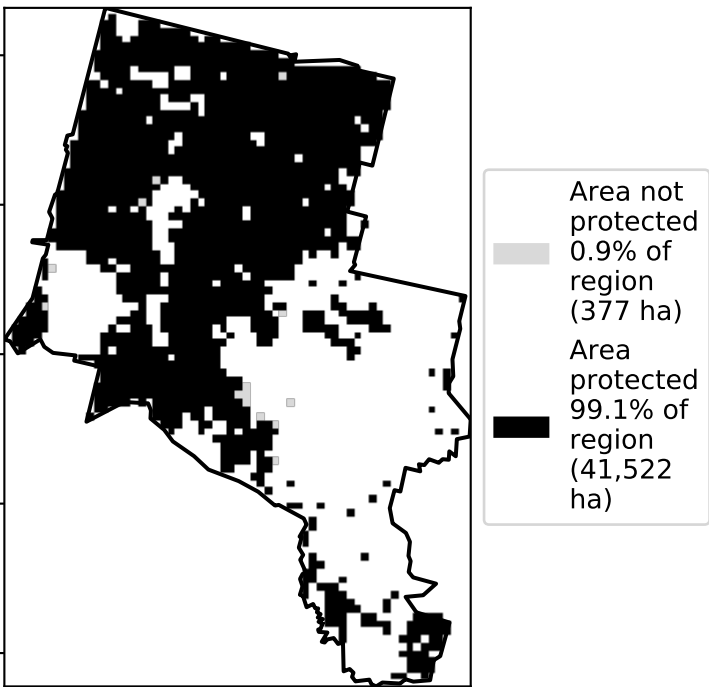 Area not
protected
0.9% of
region
(377 ha)
Area
protected
99.1% of
region
(41,522
ha)